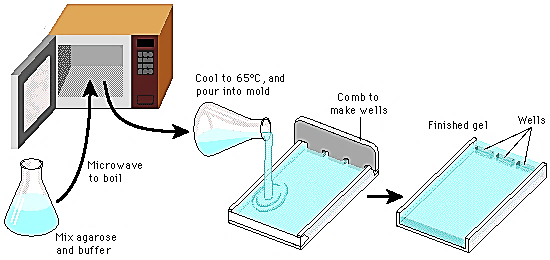 Mix agarose
and buffer
Microwave
to boil
Cool to 65°C, and
pour into mold
Comb to
make wells
Finished gel
Wells